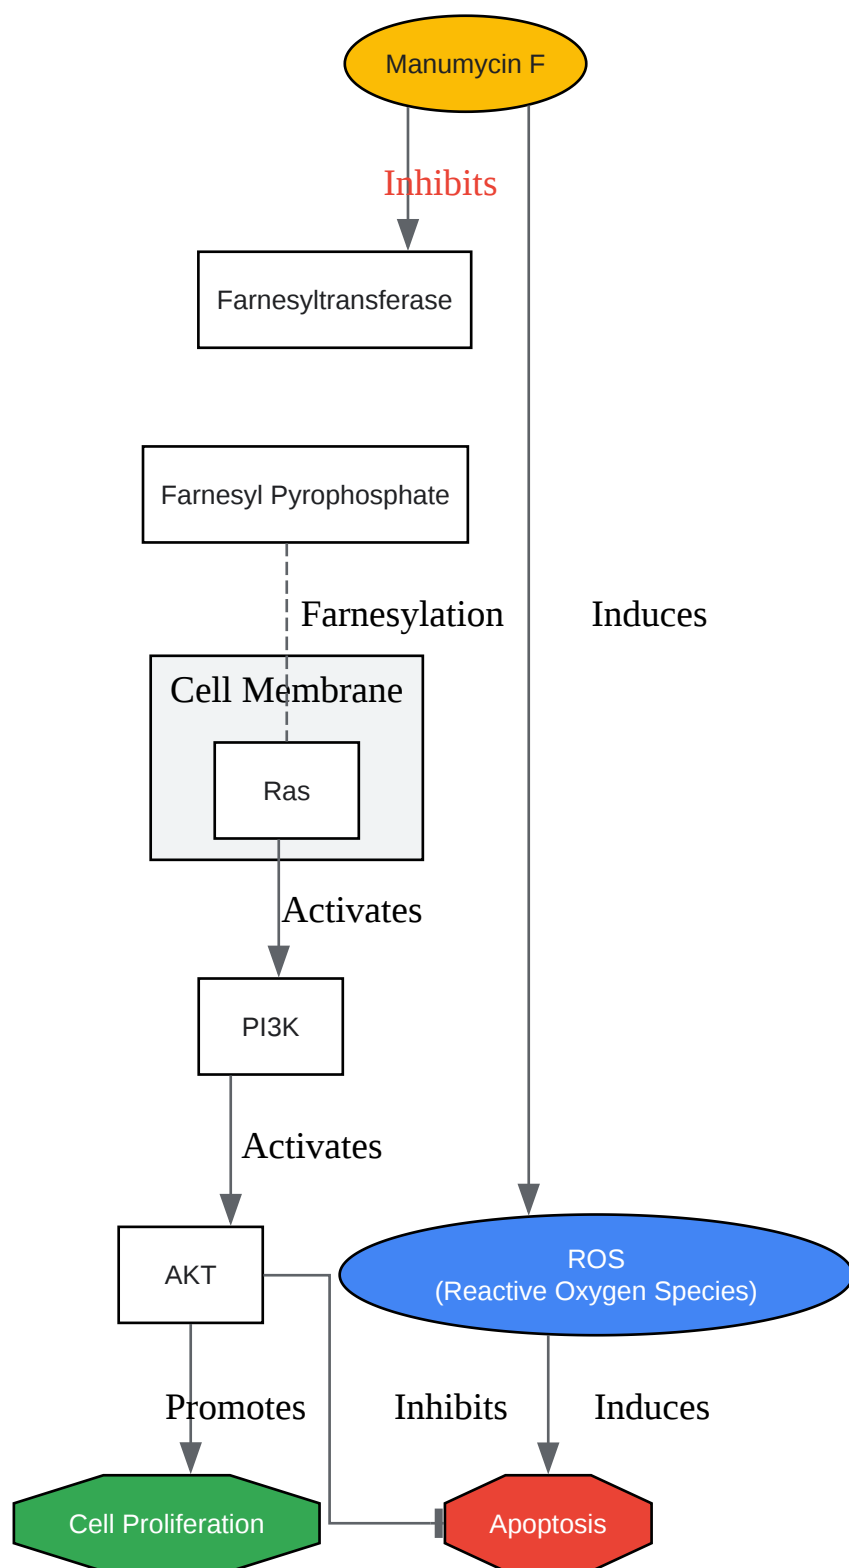 Manumycin F
Inhibits
Farnesyltransferase
Farnesyl Pyrophosphate
Farnesylation
Induces
Cell Membrane
Ras
Activates
PI3K
Activates
AKT
ROS
(Reactive Oxygen Species)
Promotes
Inhibits
Induces
Cell Proliferation
Apoptosis